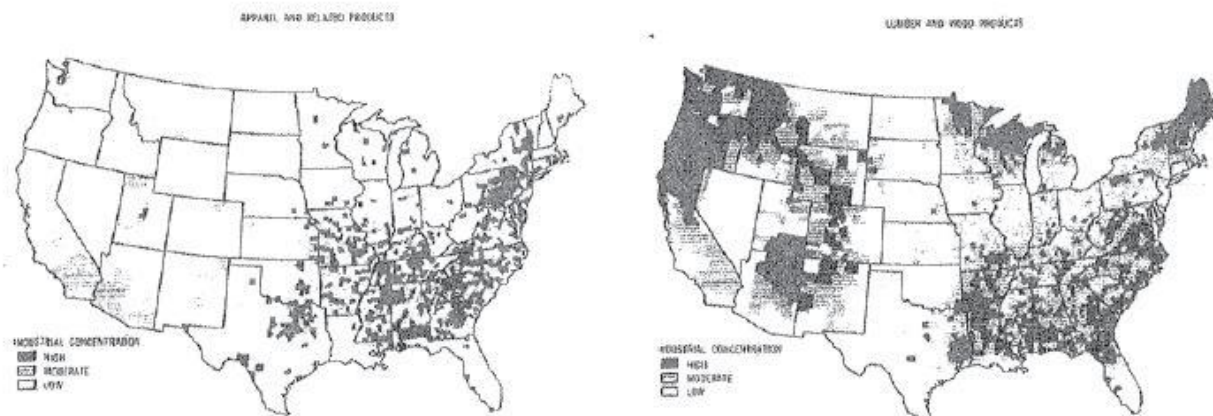 APPAREL AND RELATED PRODUCTS
INDUSTRIAL CONCENTRATION
HIGH
MODERATE
LOW
LUMBER AND WOOD PRODUCTS
INDUSTRIAL CONCENTRATION
HIGH
MODERATE
LOW